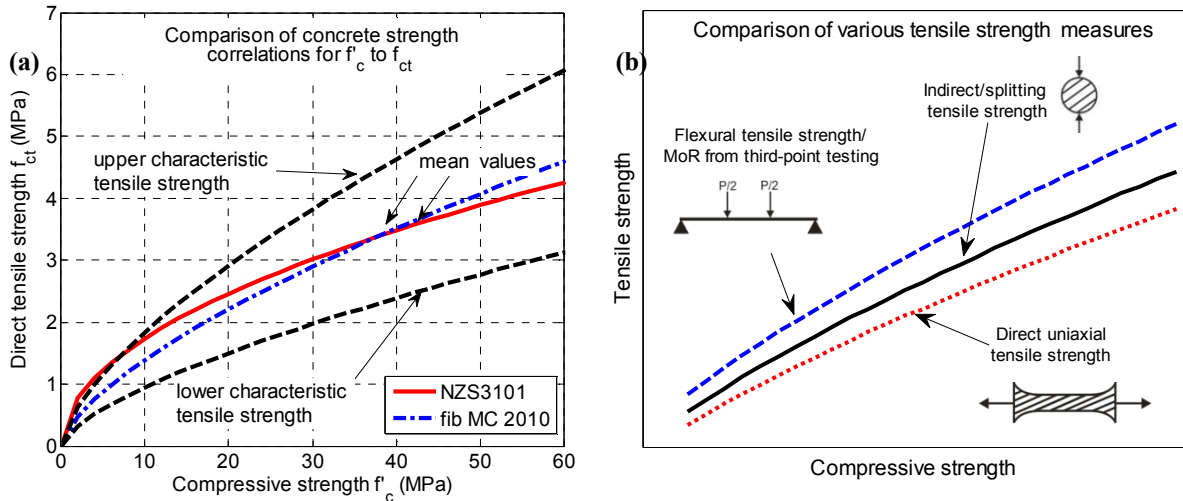 (a)
Comparison of concrete strength
correlations for f'c to fct
Direct tensile strength fct (MPa)
7
6
5
4
3
2
1
0
upper characteristic
tensile strength
mean values
lower characteristic
tensile strength
NZS3101
fib MC 2010
0 10 20 30 40 50 60
Compressive strength f'c (MPa)
(b)
Comparison of various tensile strength measures
Indirect/splitting
tensile strength
Flexural tensile strength/
MoR from third-point testing
P/2 P/2
Direct uniaxial
tensile strength
Tensile strength
Compressive strength